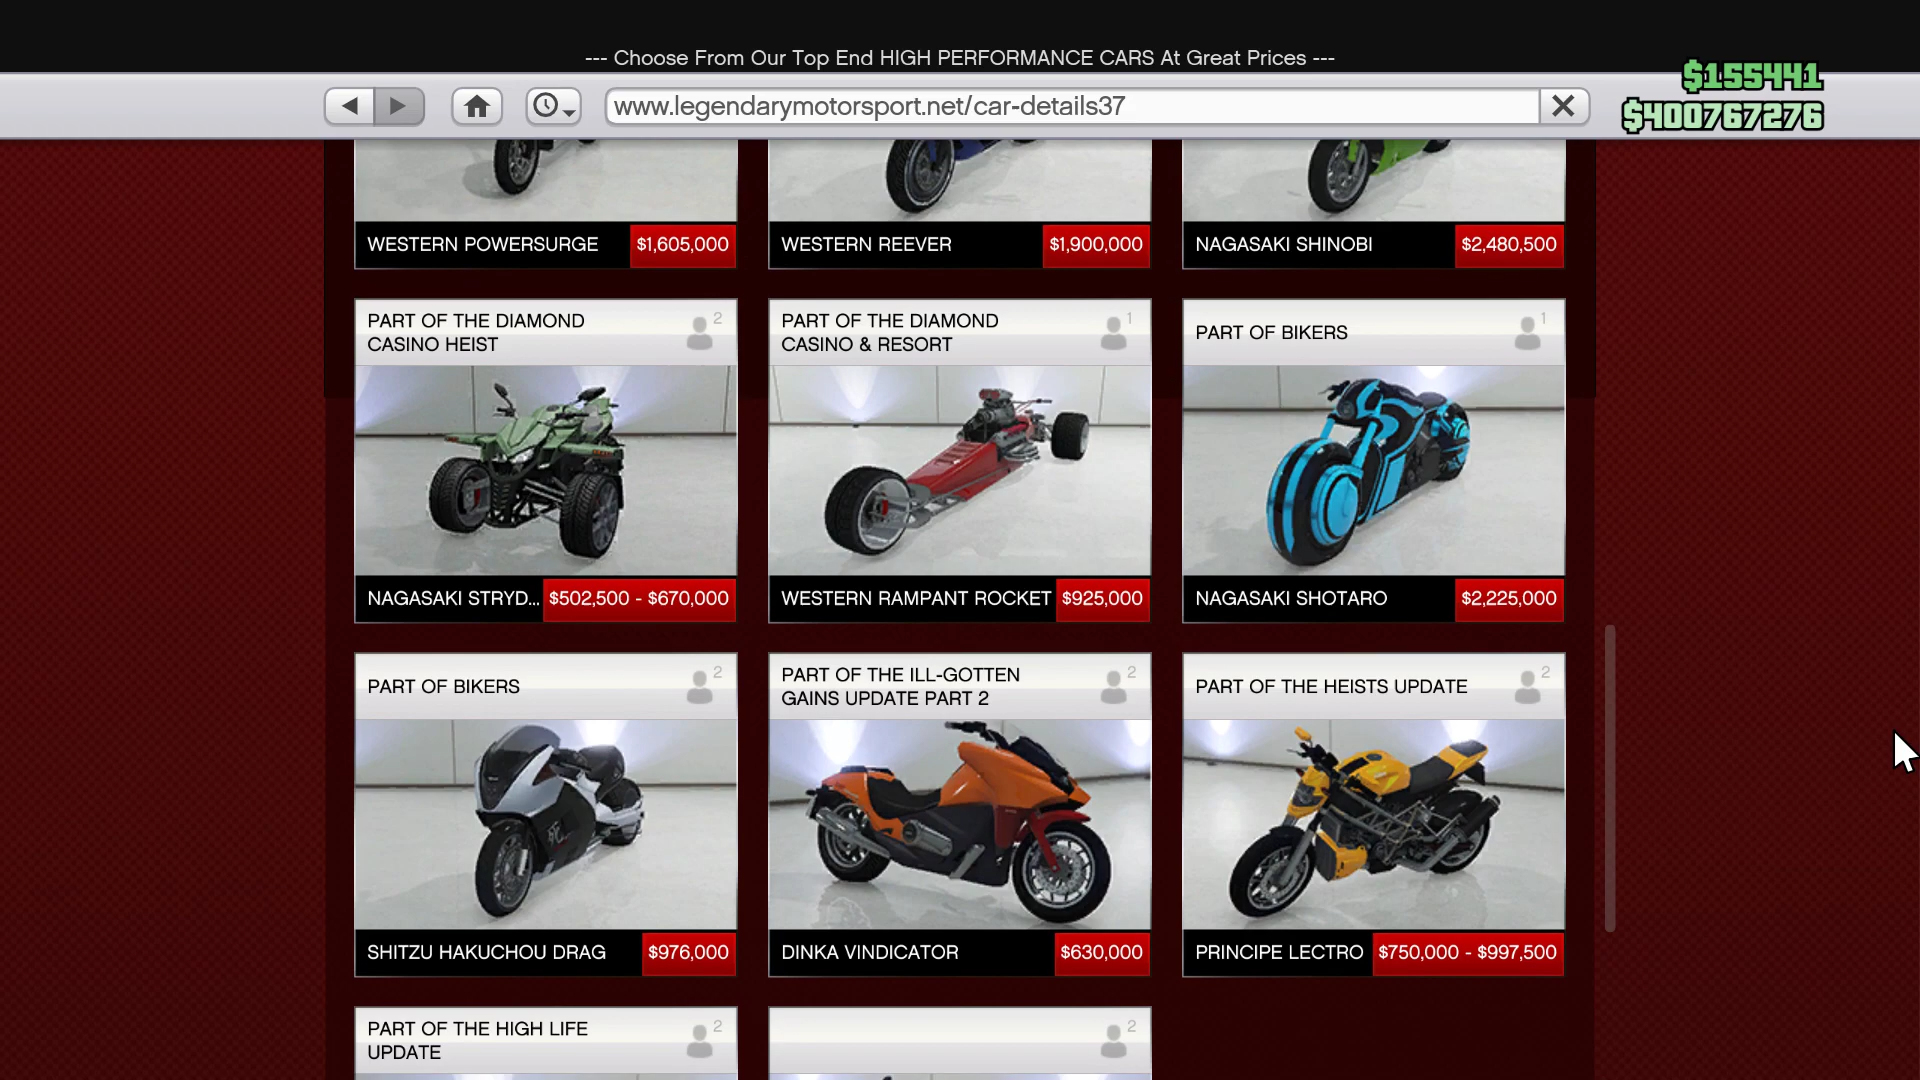 --- Choose From Our Top End HIGH PERFORMANCE CARS At Great Prices ---
www.legendarymotorsport.net/car-details37
$155441
$400767276
WESTERN POWERSURGE $1,605,000
WESTERN REEVER $1,900,000
NAGASAKI SHINOBI $2,480,500
PART OF THE DIAMOND
CASINO HEIST
2
PART OF THE DIAMOND
CASINO & RESORT
1
PART OF BIKERS
1
NAGASAKI STRYD... $502,500 - $670,000
WESTERN RAMPANT ROCKET $925,000
NAGASAKI SHOTARO $2,225,000
PART OF BIKERS
2
PART OF THE ILL-GOTTEN
GAINS UPDATE PART 2
2
PART OF THE HEISTS UPDATE
2
SHITZU HAKUCHOU DRAG $976,000
DINKA VINDICATOR $630,000
PRINCIPE LECTRO $750,000 - $997,500
PART OF THE HIGH LIFE
UPDATE
2
2